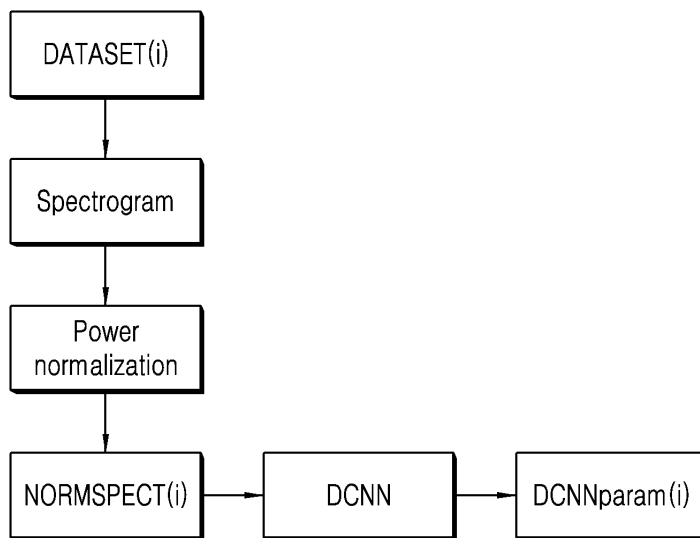 DATASET(i)
Spectrogram
Power
normalization
NORMSPECT(i)
DCNN
DCNNparam(i)